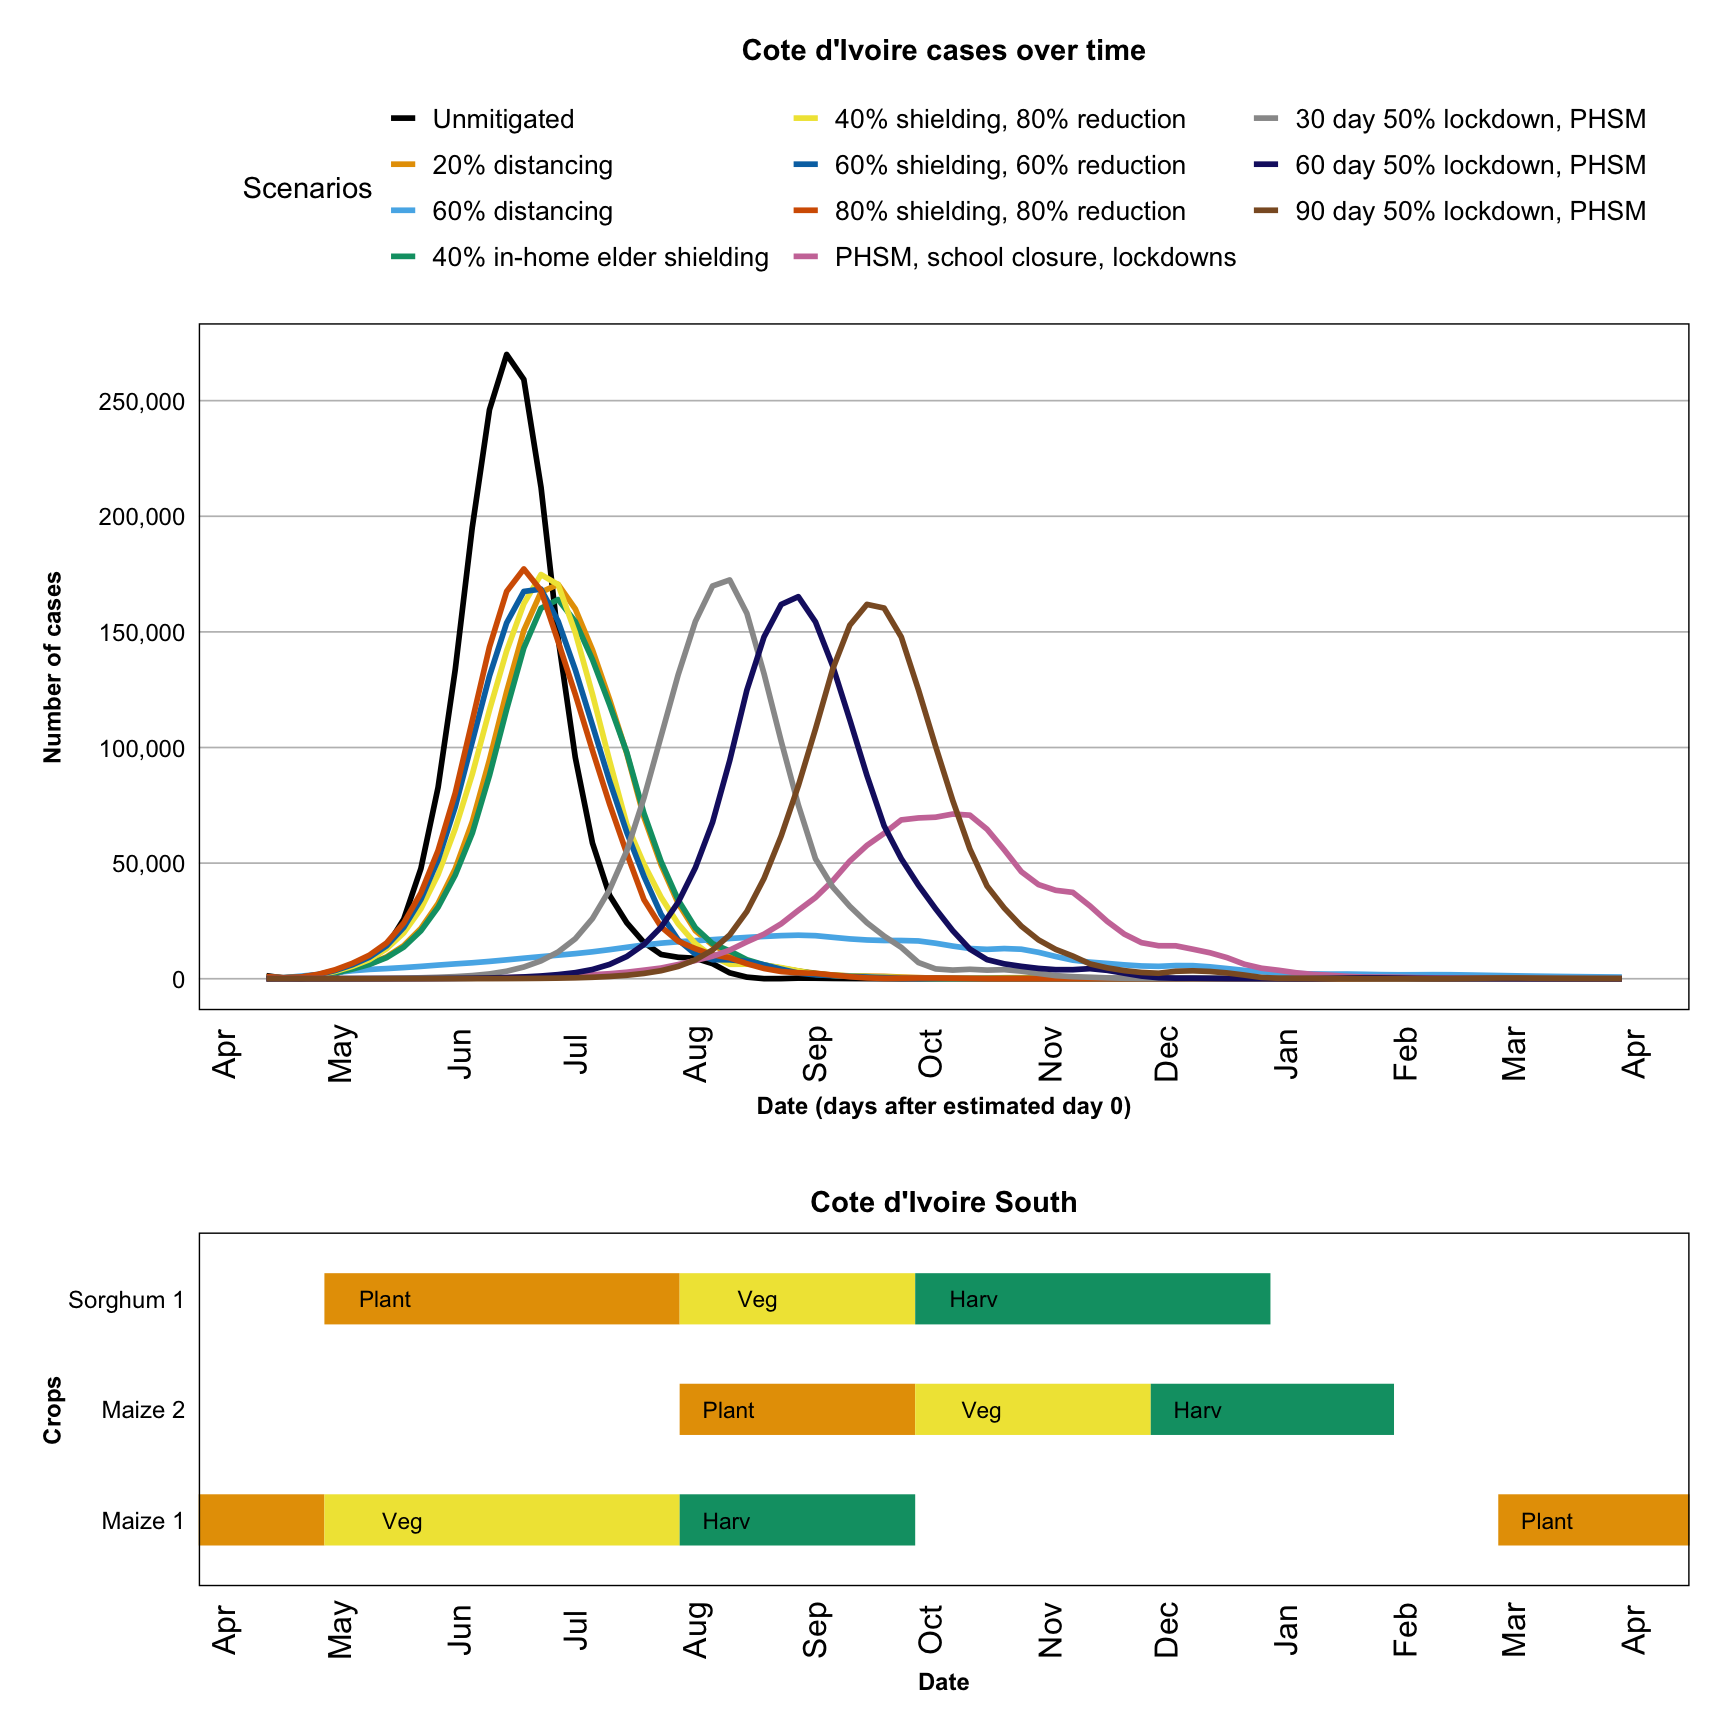 Cote d'Ivoire cases over time
Scenarios
Unmitigated
20% distancing
60% distancing
40% in-home elder shielding
40% shielding, 80% reduction
60% shielding, 60% reduction
80% shielding, 80% reduction
PHSM, school closure, lockdowns
30 day 50% lockdown, PHSM
60 day 50% lockdown, PHSM
90 day 50% lockdown, PHSM
Number of cases
250,000
200,000
150,000
100,000
50,000
0
Apr May Jun Jul Aug Sep Oct Nov Dec Jan Feb Mar Apr
Date (days after estimated day 0)
Cote d'Ivoire South
Crops
Sorghum 1 Plant Veg Harv
Maize 2 Plant Veg Harv
Maize 1 Veg Harv Plant
Apr May Jun Jul Aug Sep Oct Nov Dec Jan Feb Mar Apr
Date